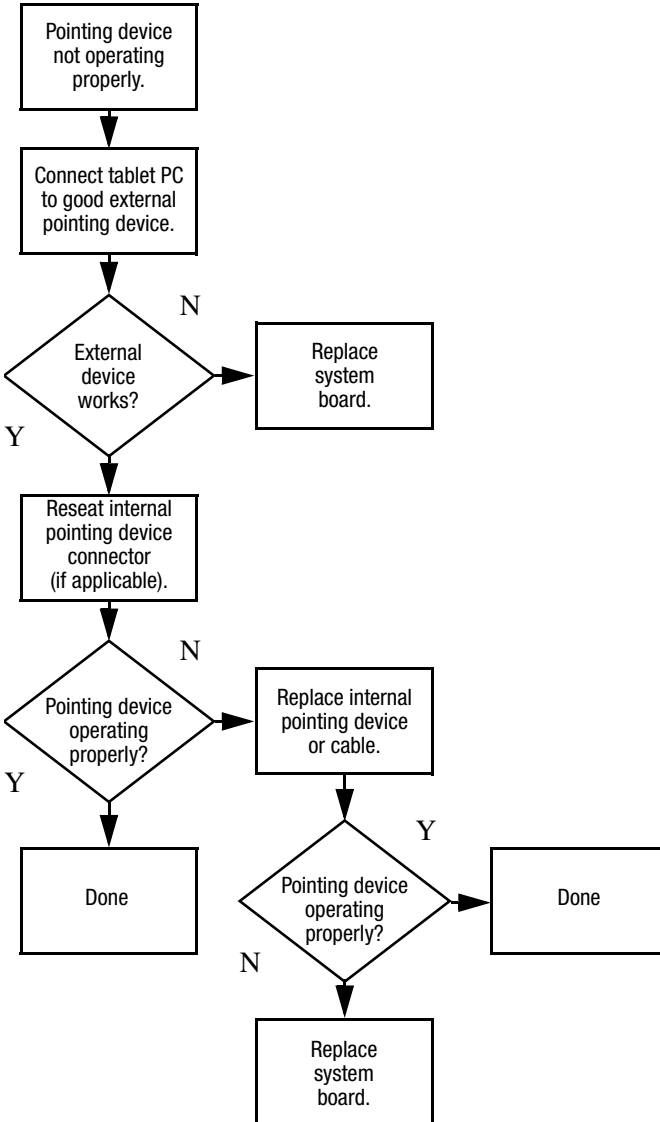 Pointing device
not operating
properly.
Connect tablet PC
to good external
pointing device.
N
External
device
works?
Replace
system
board.
Y
Reseat internal
pointing device
connector
(if applicable).
N
Pointing device
operating
properly?
Replace internal
pointing device
or cable.
Y
Y
Done
Pointing device
operating
properly?
Done
N
Replace
system
board.